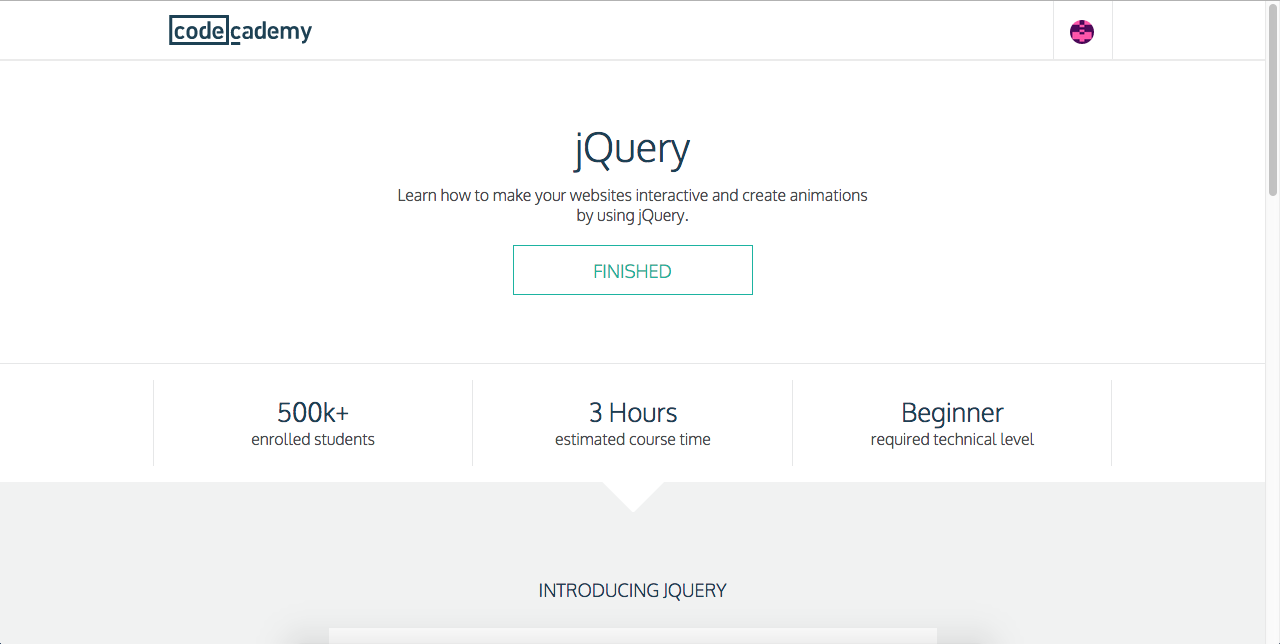 codecademy
jQuery
Learn how to make your websites interactive and create animations
by using jQuery.
FINISHED
500k+
enrolled students
3 Hours
estimated course time
Beginner
required technical level
INTRODUCING JQUERY